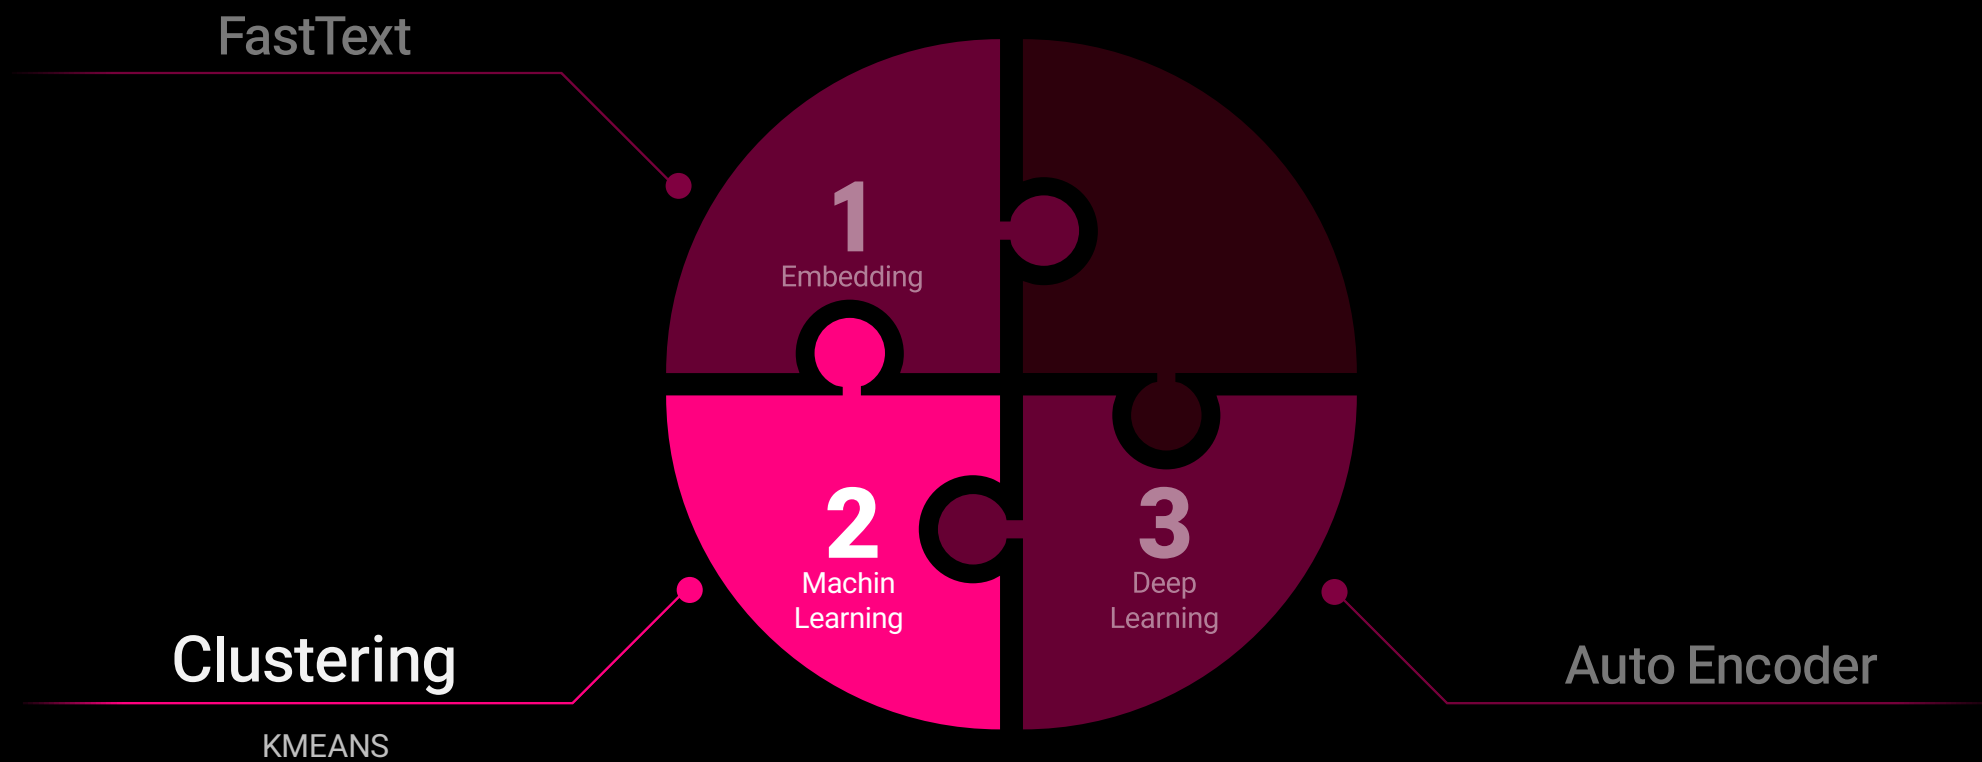 FastText
1
Embedding
2
Machin
Learning
3
Deep
Learning
Clustering
KMEANS
Auto Encoder